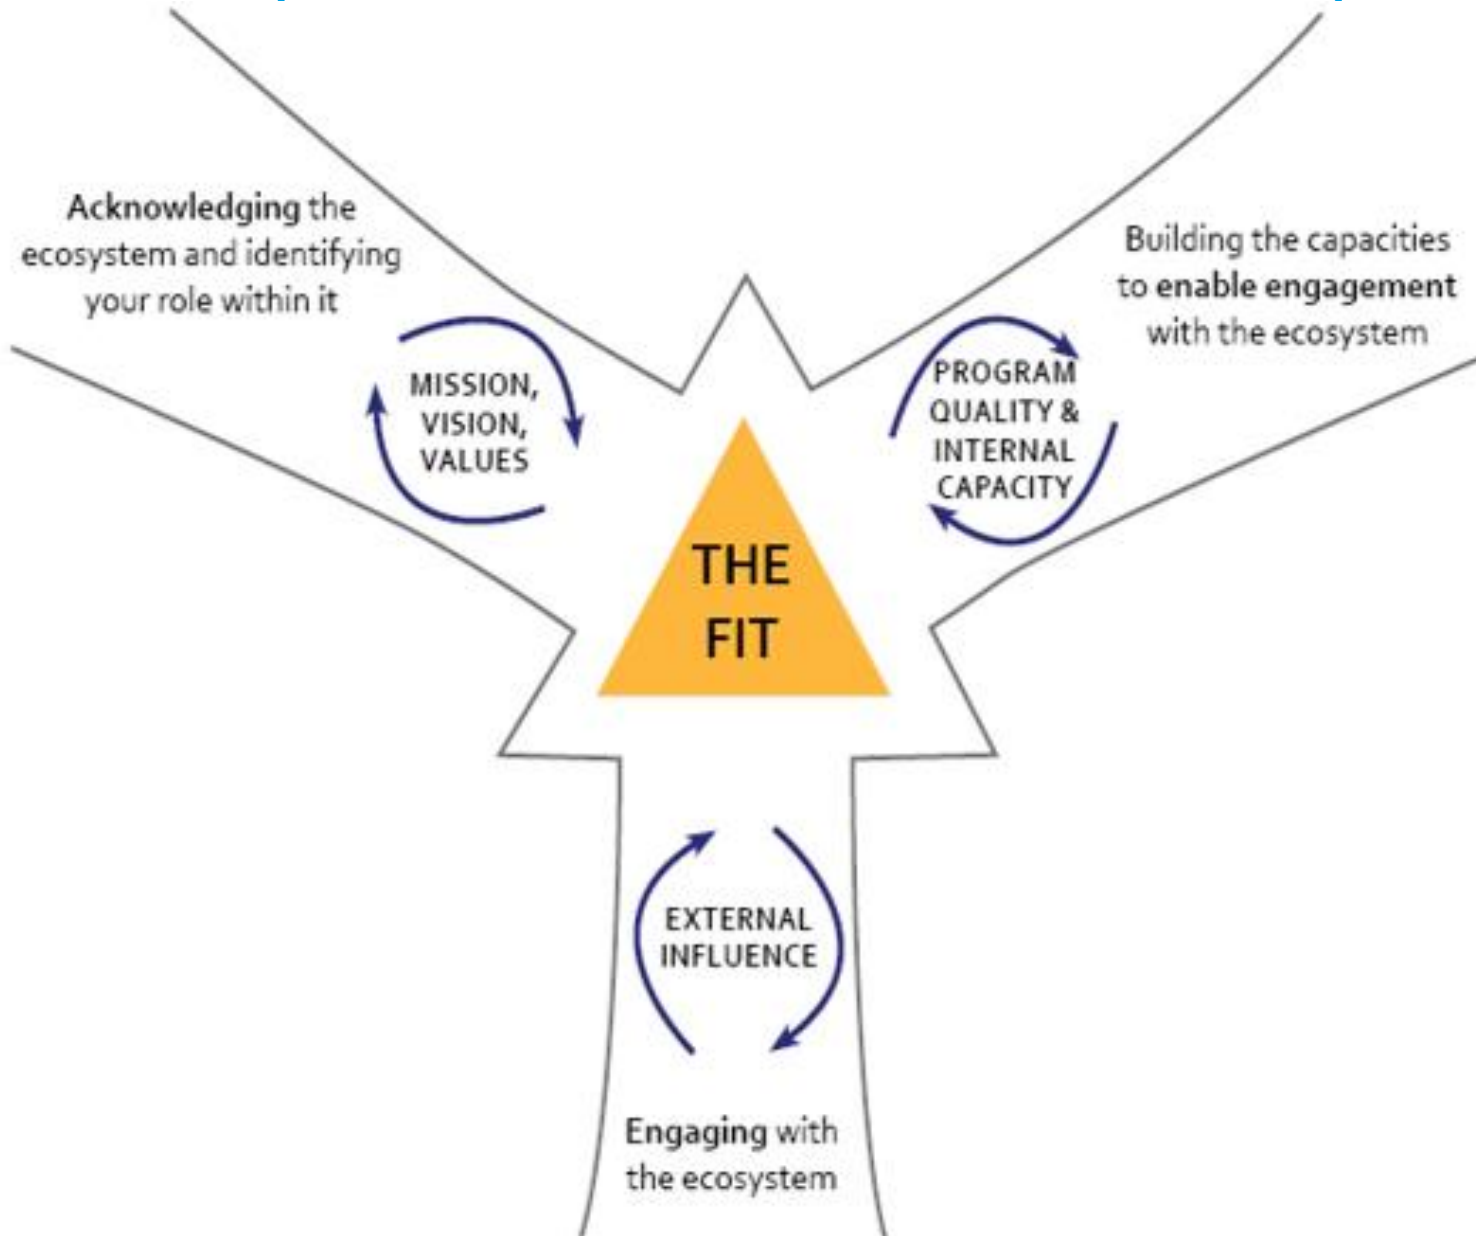 Acknowledging the
ecosystem and identifying
your role within it
MISSION,
VISION,
VALUES
Building the capacities
to enable engagement
with the ecosystem
PROGRAM
QUALITY &
INTERNAL
CAPACITY
THE
FIT
EXTERNAL
INFLUENCE
Engaging with
the ecosystem